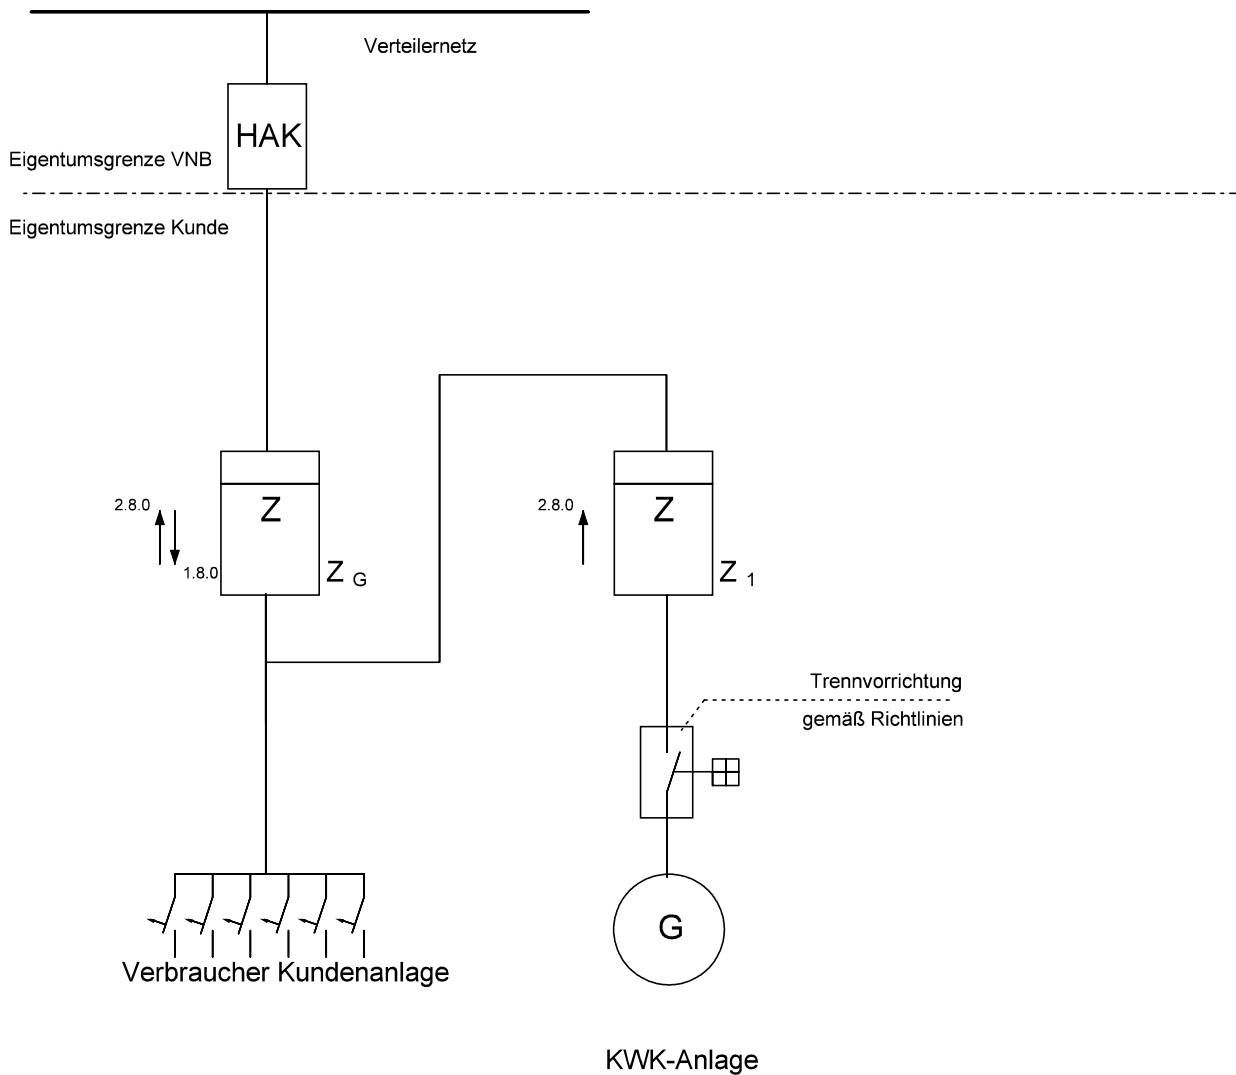 Verteilernetz
HAK
Eigentumsgrenze VNB
Eigentumsgrenze Kunde
2.8.0
Z
1.8.0
Z G
2.8.0
Z
Z 1
Trennvorrichtung
gemäß Richtlinien
G
Verbraucher Kundenanlage
KWK-Anlage